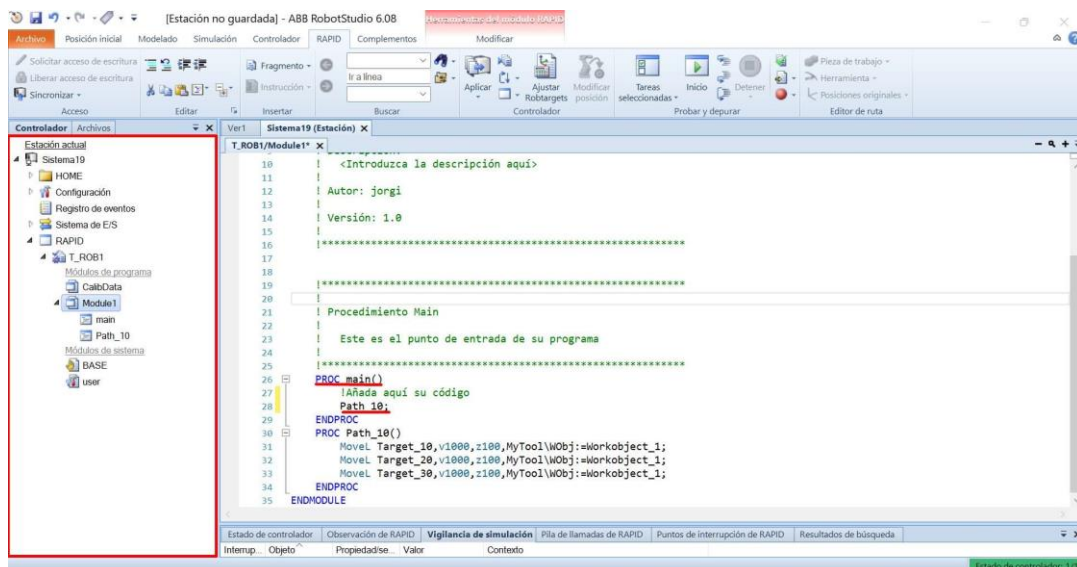 [Estación no guardada] - ABB RobotStudio 6.08
Herramientas del módulo RAPID
Archivo Posición inicial Modelado Simulación Controlador RAPID Complementos Modificar
Solicitar acceso de escritura
Liberar acceso de escritura
Sincronizar
Acceso
Editar
Fragmento
Instrucción
Insertar
Ir a línea
Buscar
Aplicar
Ajustar Robtargets
Modificar posición
Controlador
Tareas seleccionadas
Inicio
Detener
Probar y depurar
Pieza de trabajo
Herramienta
Posiciones originales
Editor de ruta
Controlador Archivos
Ver1 Sistema19 (Estación)
T_ROB1/Module1*
Estación actual
Sistema19
HOME
Configuración
Registro de eventos
Sistema de E/S
RAPID
T_ROB1
Módulos de programa
CalibData
Module1
main
Path_10
Módulos de sistema
BASE
user
10 ! <Introduzca la descripción aquí>
11 !
12 ! Autor: jorgi
13 !
14 ! Versión: 1.0
15 !
16 !***********************************************************
17
18
19 !***********************************************************
20 !
21 ! Procedimiento Main
22 !
23 ! Este es el punto de entrada de su programa
24 !
25 !***********************************************************
26 PROC main()
27 !Añada aquí su código
28 Path_10;
29 ENDPROC
30 PROC Path_10()
31 MoveL Target_10,v1000,z100,MyTool\WObj:=Workobject_1;
32 MoveL Target_20,v1000,z100,MyTool\WObj:=Workobject_1;
33 MoveL Target_30,v1000,z100,MyTool\WObj:=Workobject_1;
34 ENDPROC
35 ENDMODULE
Estado de controlador Observación de RAPID Vigilancia de simulación Pila de llamadas de RAPID Puntos de interrupción de RAPID Resultados de búsqueda
Interrup... Objeto Propiedad/se... Valor Contexto
Estado de controlador: 1/1